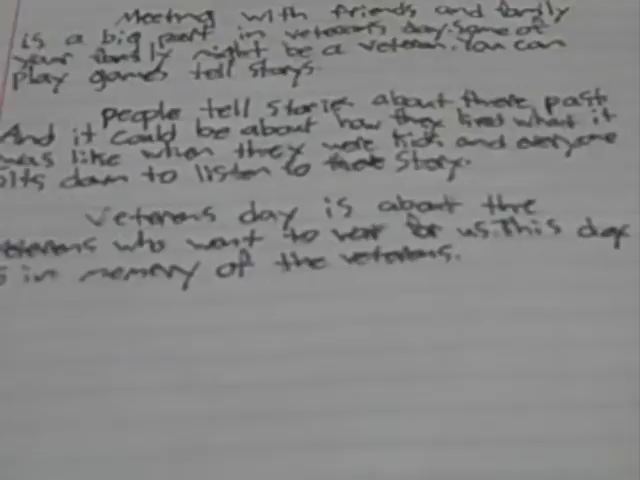 Meeting with friends and family
is a big part in veterans day. Some of
your family might be a veteran. You can
play games tell storys.
people tell stories about there past
And it could be about how they lived what it
was like when they were kids and everyone
sits down to listen to Story.
Veterans day is about the
veterans who went to war for us. This day
is in memory of the veterans.